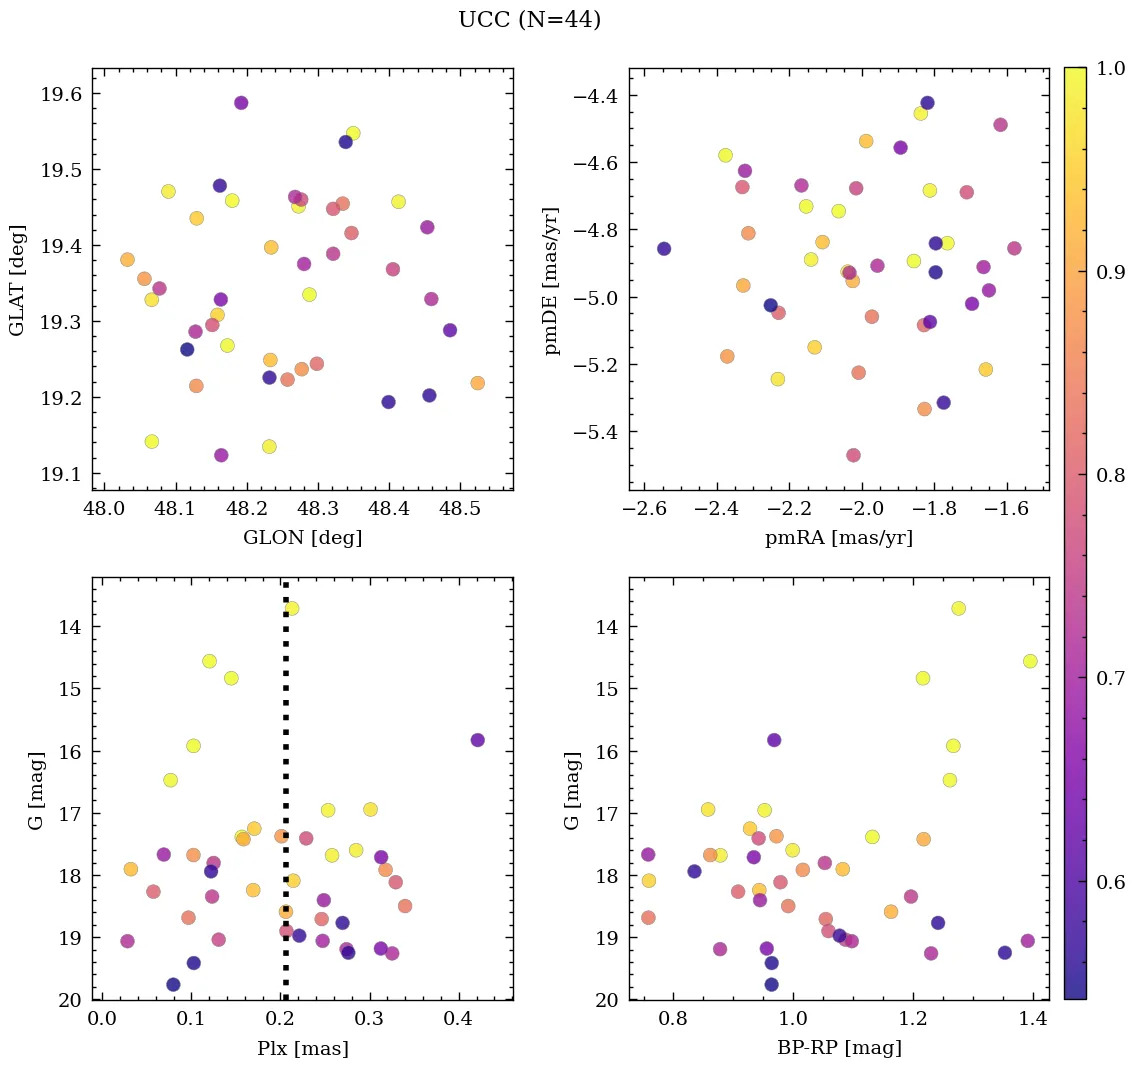 UCC (N=44)
19.6
19.5
19.4
19.3
19.2
19.1
GLAT [deg]
48.0 48.1 48.2 48.3 48.4 48.5
GLON [deg]
−4.4
−4.6
−4.8
−5.0
−5.2
−5.4
pmDE [mas/yr]
−2.6 −2.4 −2.2 −2.0 −1.8 −1.6
pmRA [mas/yr]
14
15
16
17
18
19
20
G [mag]
0.0 0.1 0.2 0.3 0.4
Plx [mas]
14
15
16
17
18
19
20
G [mag]
0.8 1.0 1.2 1.4
BP-RP [mag]
1.0
0.9
0.8
0.7
0.6